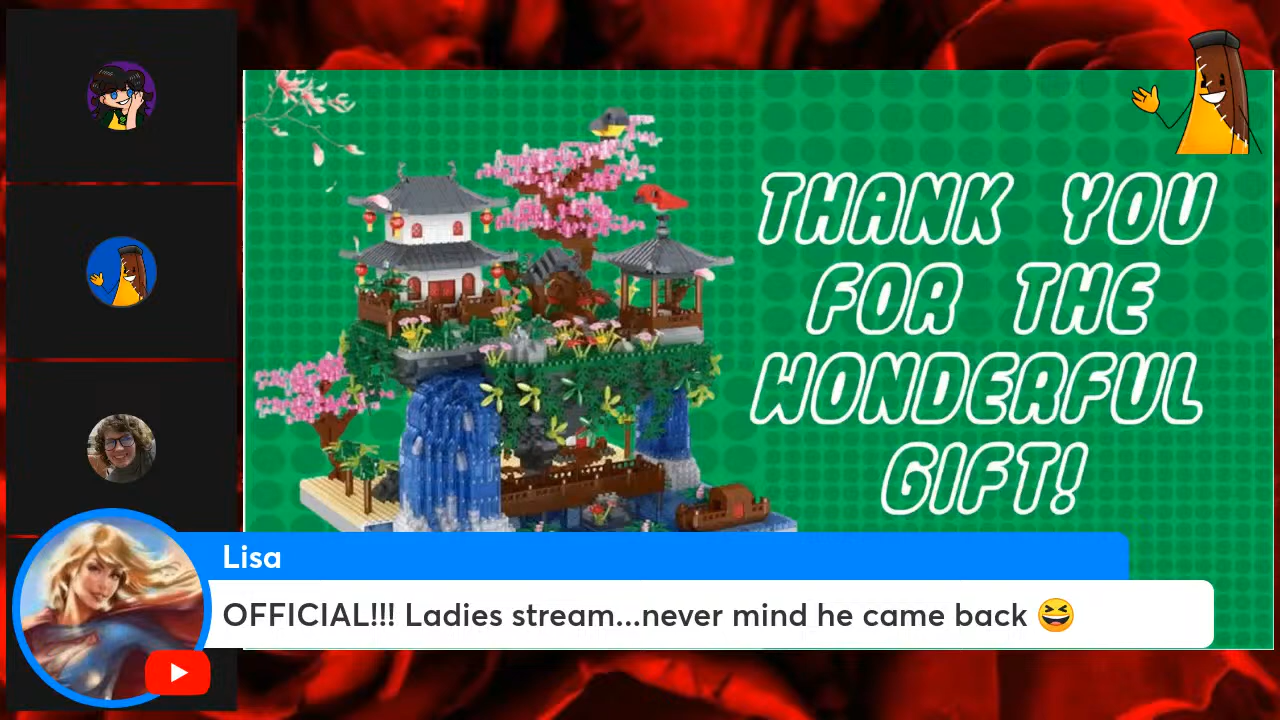 THANK YOU
FOR THE
WONDERFUL
GIFT!
Lisa
OFFICIAL!!! Ladies stream...never mind he came back 😆